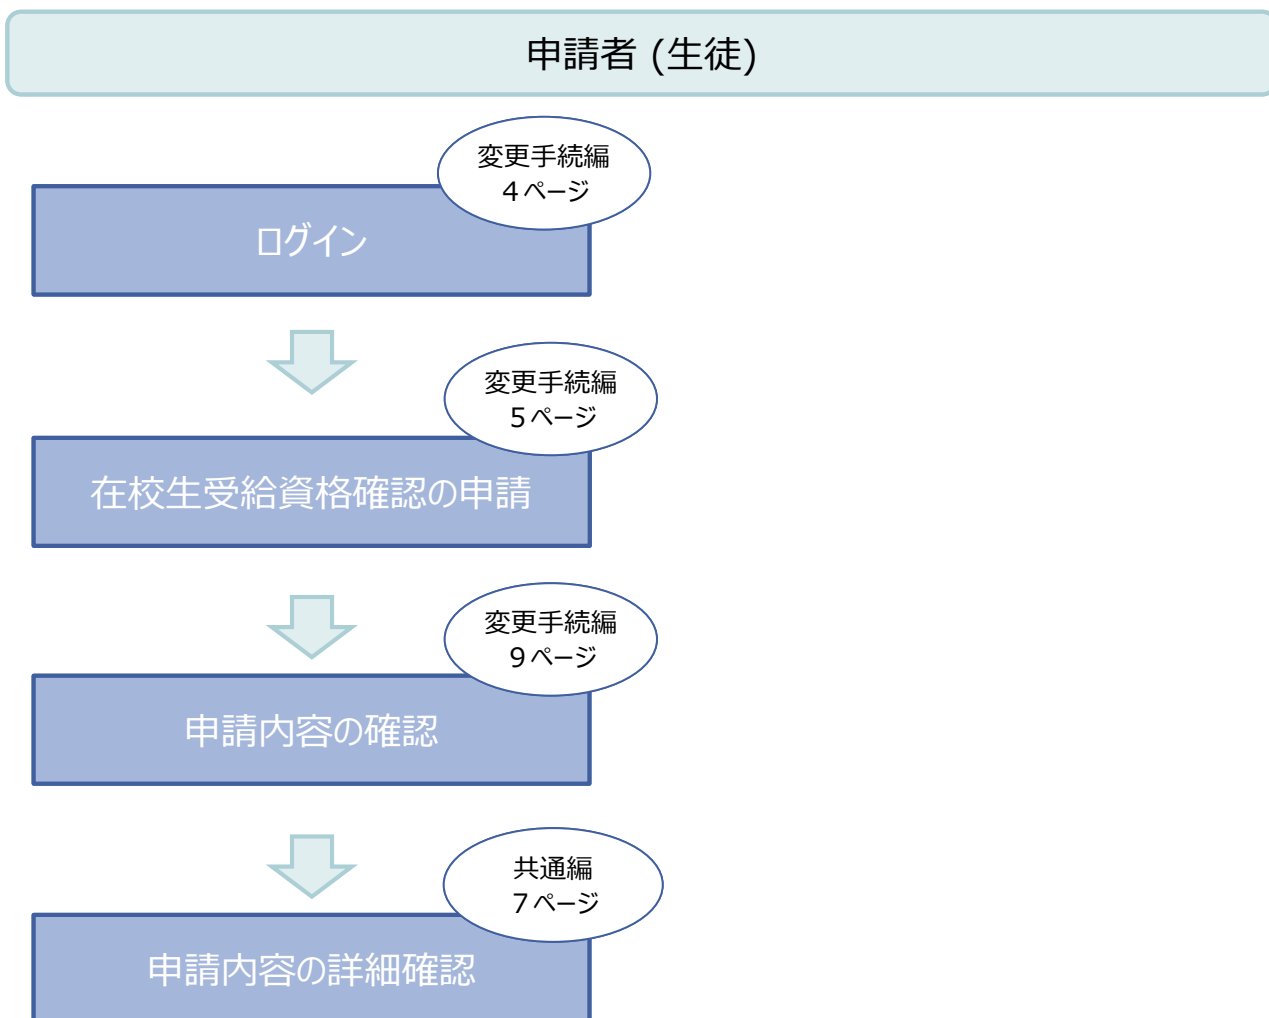 申請者 (生徒)
変更手続編
４ページ
ログイン
変更手続編
５ページ
在校生受給資格確認の申請
変更手続編
９ページ
申請内容の確認
共通編
７ページ
申請内容の詳細確認